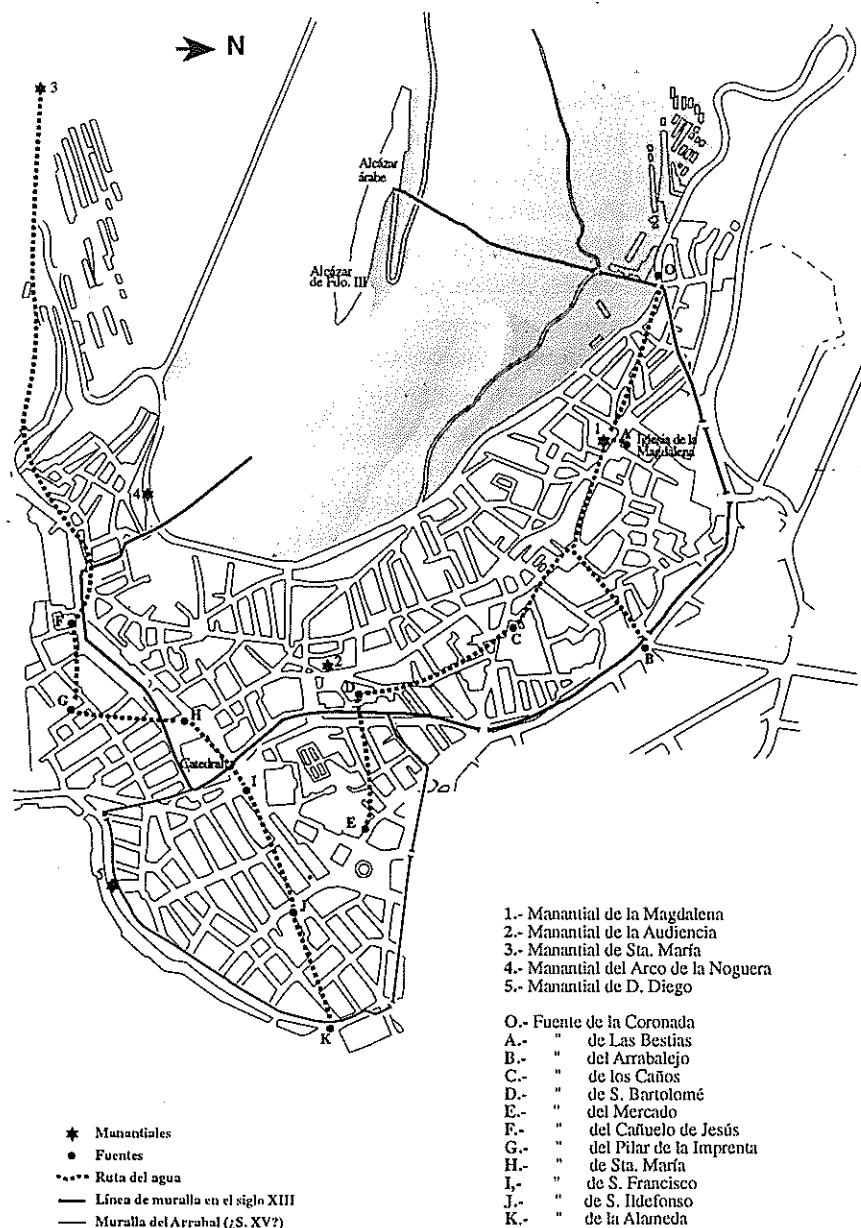 N
3
Alcázar
árabe
Alcázar
de Fdo. III
O
1
A
Iglesia de la
Magdalena
4
F
2
C
B
D
G
H
Catedral
I
E
5
J
K
1.- Manantial de la Magdalena
2.- Manantial de la Audiencia
3.- Manantial de Sta. María
4.- Manantial del Arco de la Noguera
5.- Manantial de D. Diego
O.- Fuente de la Coronada
A.- " de Las Bestias
B.- " del Arrabalejo
C.- " de los Caños
D.- " de S. Bartolomé
E.- " del Mercado
F.- " del Cañuelo de Jesús
G.- " del Pilar de la Imprenta
H.- " de Sta. María
I,- " de S. Francisco
J.- " de S. Ildefonso
K.- " de la Alameda
Manantiales
Fuentes
Ruta del agua
Línea de muralla en el siglo XIII
Muralla del Arrabal (¿S. XV?)